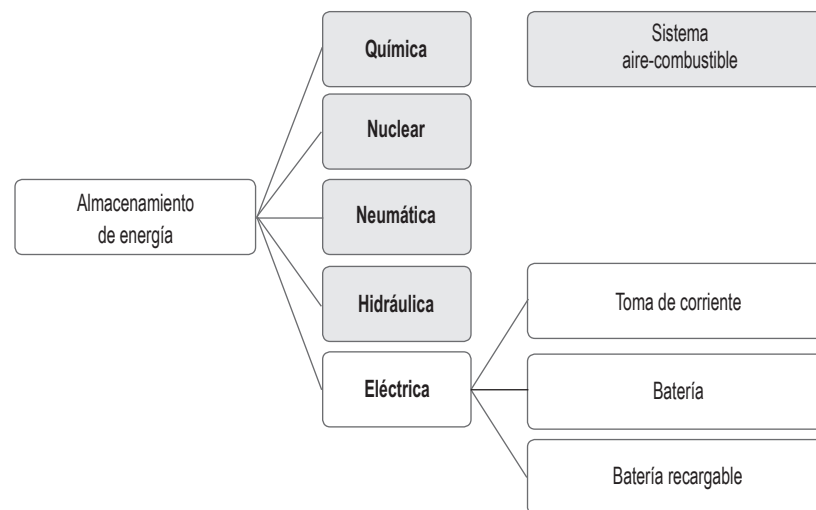 Almacenamiento
de energía
Química
Nuclear
Neumática
Hidráulica
Eléctrica
Sistema
aire-combustible
Toma de corriente
Batería
Batería recargable